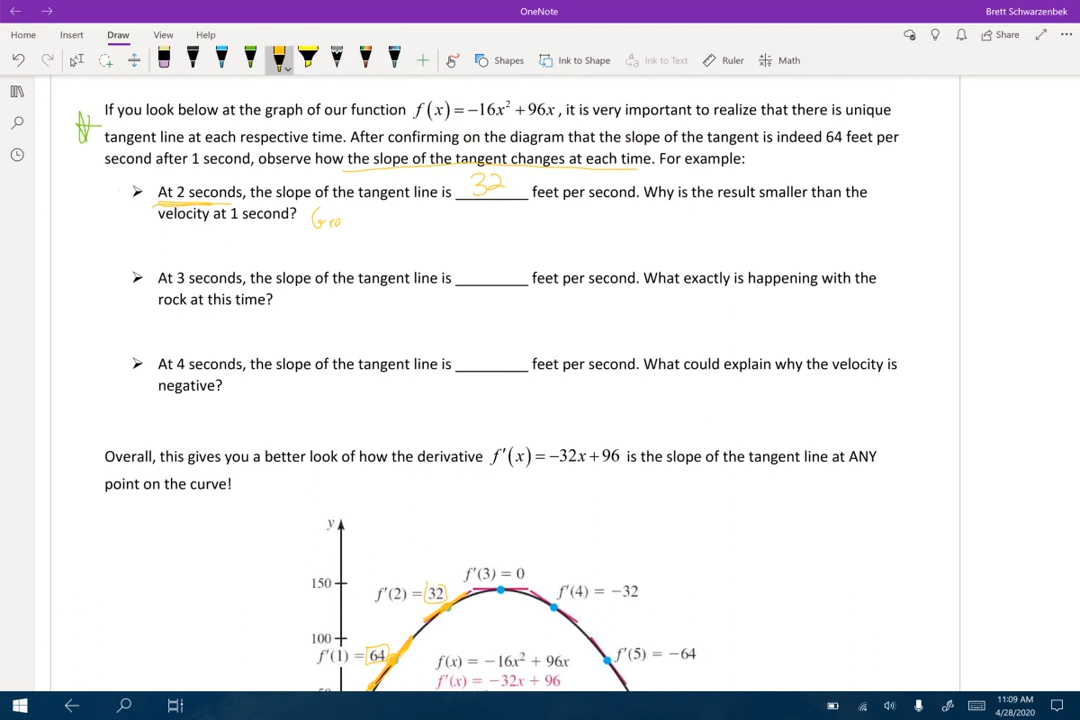 OneNote
Brett Schwarzenbek
Home Insert Draw View Help
Share
Shapes Ink to Shape Ink to Text Ruler Math
If you look below at the graph of our function f(x) = −16x² + 96x, it is very important to realize that there is unique
tangent line at each respective time. After confirming on the diagram that the slope of the tangent is indeed 64 feet per
second after 1 second, observe how the slope of the tangent changes at each time. For example:
➢ At 2 seconds, the slope of the tangent line is 32 feet per second. Why is the result smaller than the
velocity at 1 second? Gra
➢ At 3 seconds, the slope of the tangent line is ________ feet per second. What exactly is happening with the
rock at this time?
➢ At 4 seconds, the slope of the tangent line is ________ feet per second. What could explain why the velocity is
negative?
Overall, this gives you a better look of how the derivative f′(x) = −32x + 96 is the slope of the tangent line at ANY
point on the curve!
y
f′(3) = 0
150
f′(2) = 32
f′(4) = −32
100
f′(1) = 64
f(x) = −16x² + 96x
f′(5) = −64
f′(x) = −32x + 96
11:09 AM
4/28/2020